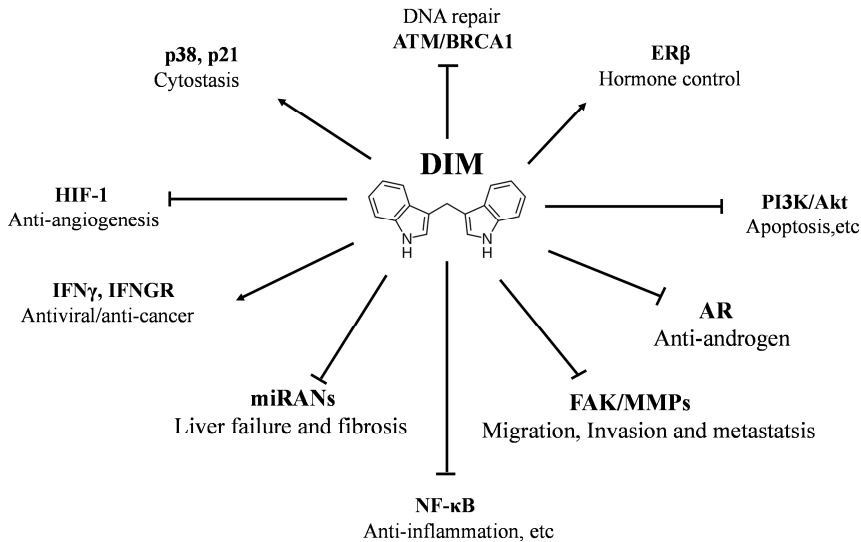 DNA repair
ATM/BRCA1
p38, p21
Cytostasis
ERβ
Hormone control
DIM
HIF-1
Anti-angiogenesis
PI3K/Akt
Apoptosis,etc
N
H
N
H
IFNγ, IFNGR
Antiviral/anti-cancer
AR
Anti-androgen
miRANs
Liver failure and fibrosis
FAK/MMPs
Migration, Invasion and metastatsis
NF-κB
Anti-inflammation, etc